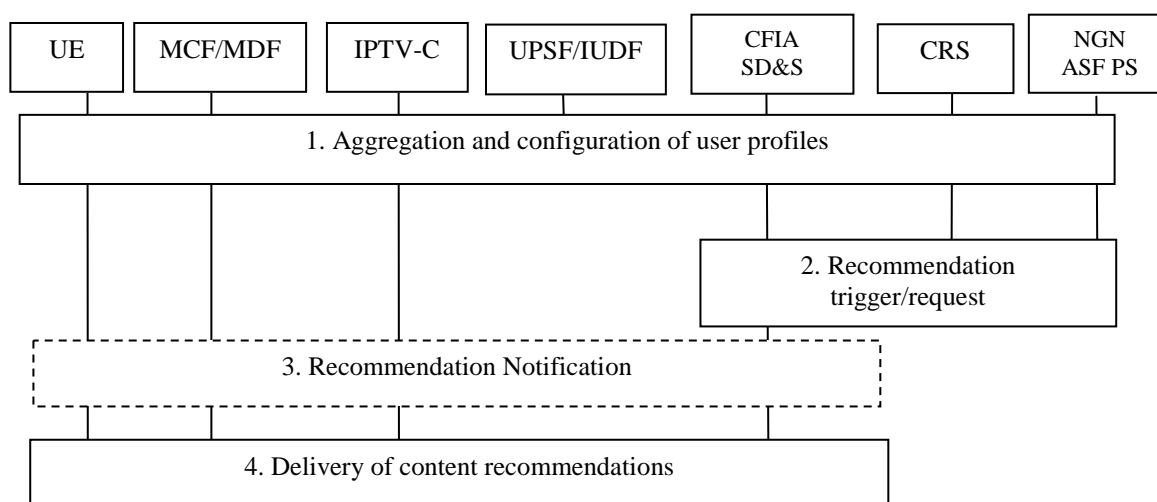 UE
MCF/MDF
IPTV-C
UPSF/IUDF
CFIA
SD&S
CRS
NGN
ASF PS
1. Aggregation and configuration of user profiles
2. Recommendation
trigger/request
3. Recommendation Notification
4. Delivery of content recommendations